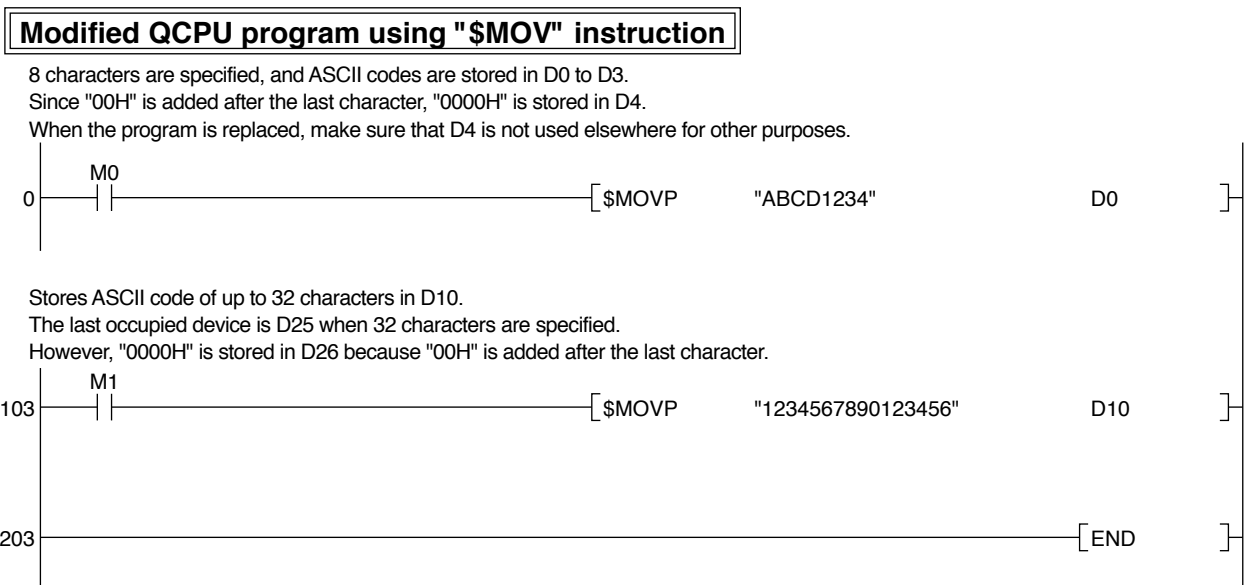 Modified QCPU program using "$MOV" instruction
8 characters are specified, and ASCII codes are stored in D0 to D3.
Since "00H" is added after the last character, "0000H" is stored in D4.
When the program is replaced, make sure that D4 is not used elsewhere for other purposes.
M0
0 $MOVP "ABCD1234" D0
Stores ASCII code of up to 32 characters in D10.
The last occupied device is D25 when 32 characters are specified.
However, "0000H" is stored in D26 because "00H" is added after the last character.
M1
103 $MOVP "1234567890123456" D10
203 END